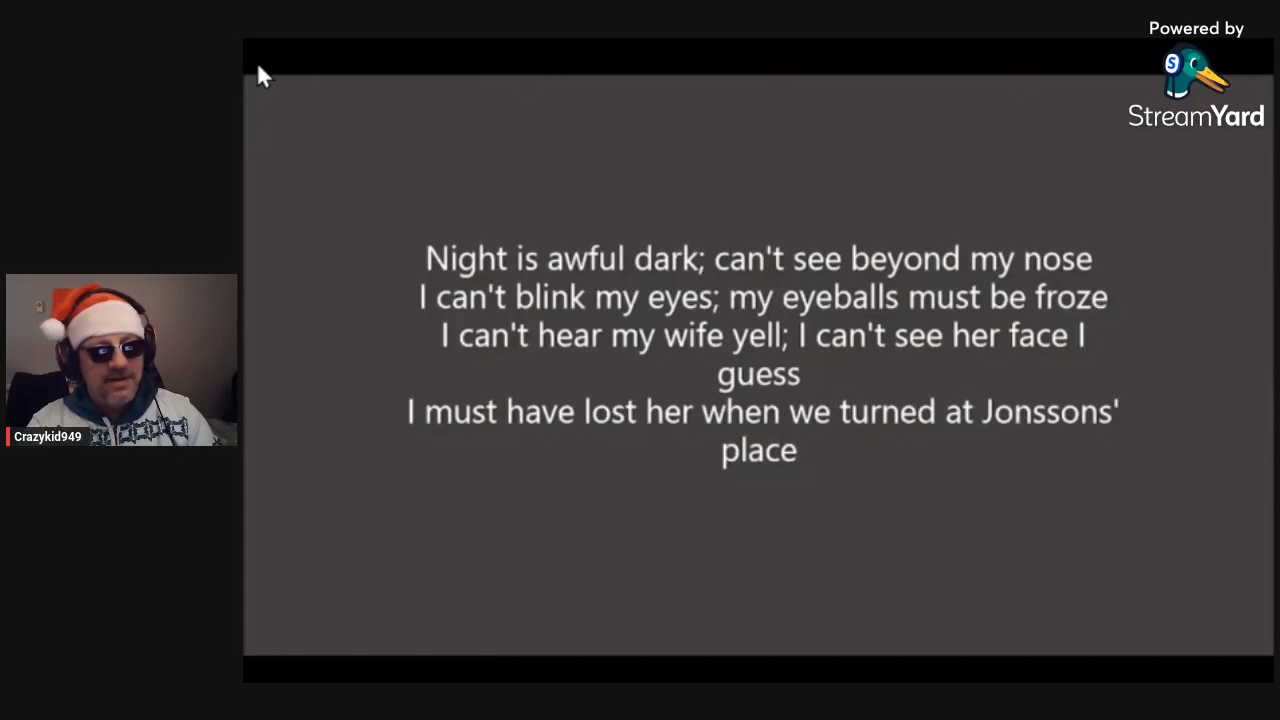 Powered by
S
StreamYard
Night is awful dark; can't see beyond my nose
I can't blink my eyes; my eyeballs must be froze
I can't hear my wife yell; I can't see her face I
guess
I must have lost her when we turned at Jonssons'
place
Crazykid949